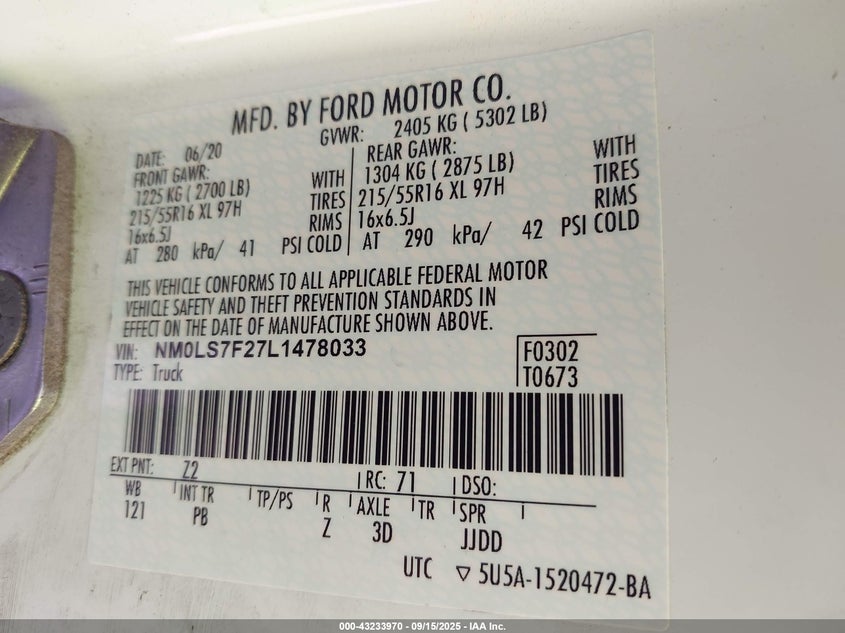 MFD. BY FORD MOTOR CO.
DATE: 06/20 GVWR: 2405 KG ( 5302 LB)
FRONT GAWR: REAR GAWR: WITH
1225 KG ( 2700 LB) WITH 1304 KG ( 2875 LB) TIRES
215/55R16 XL 97H TIRES 215/55R16 XL 97H RIMS
16x6.5J RIMS 16x6.5J
AT 280 kPa/ 41 PSI COLD AT 290 kPa/ 42 PSI COLD
THIS VEHICLE CONFORMS TO ALL APPLICABLE FEDERAL MOTOR
VEHICLE SAFETY AND THEFT PREVENTION STANDARDS IN
EFFECT ON THE DATE OF MANUFACTURE SHOWN ABOVE.
VIN: NM0LS7F27L1478033 F0302
TYPE: Truck T0673
EXT PNT: Z2 RC: 71 DSO:
WB INT TR TP/PS R AXLE TR SPR
121 PB Z 3D JJDD
UTC ▽ 5U5A-1520472-BA
000-43233970 - 09/15/2025 - IAA Inc.